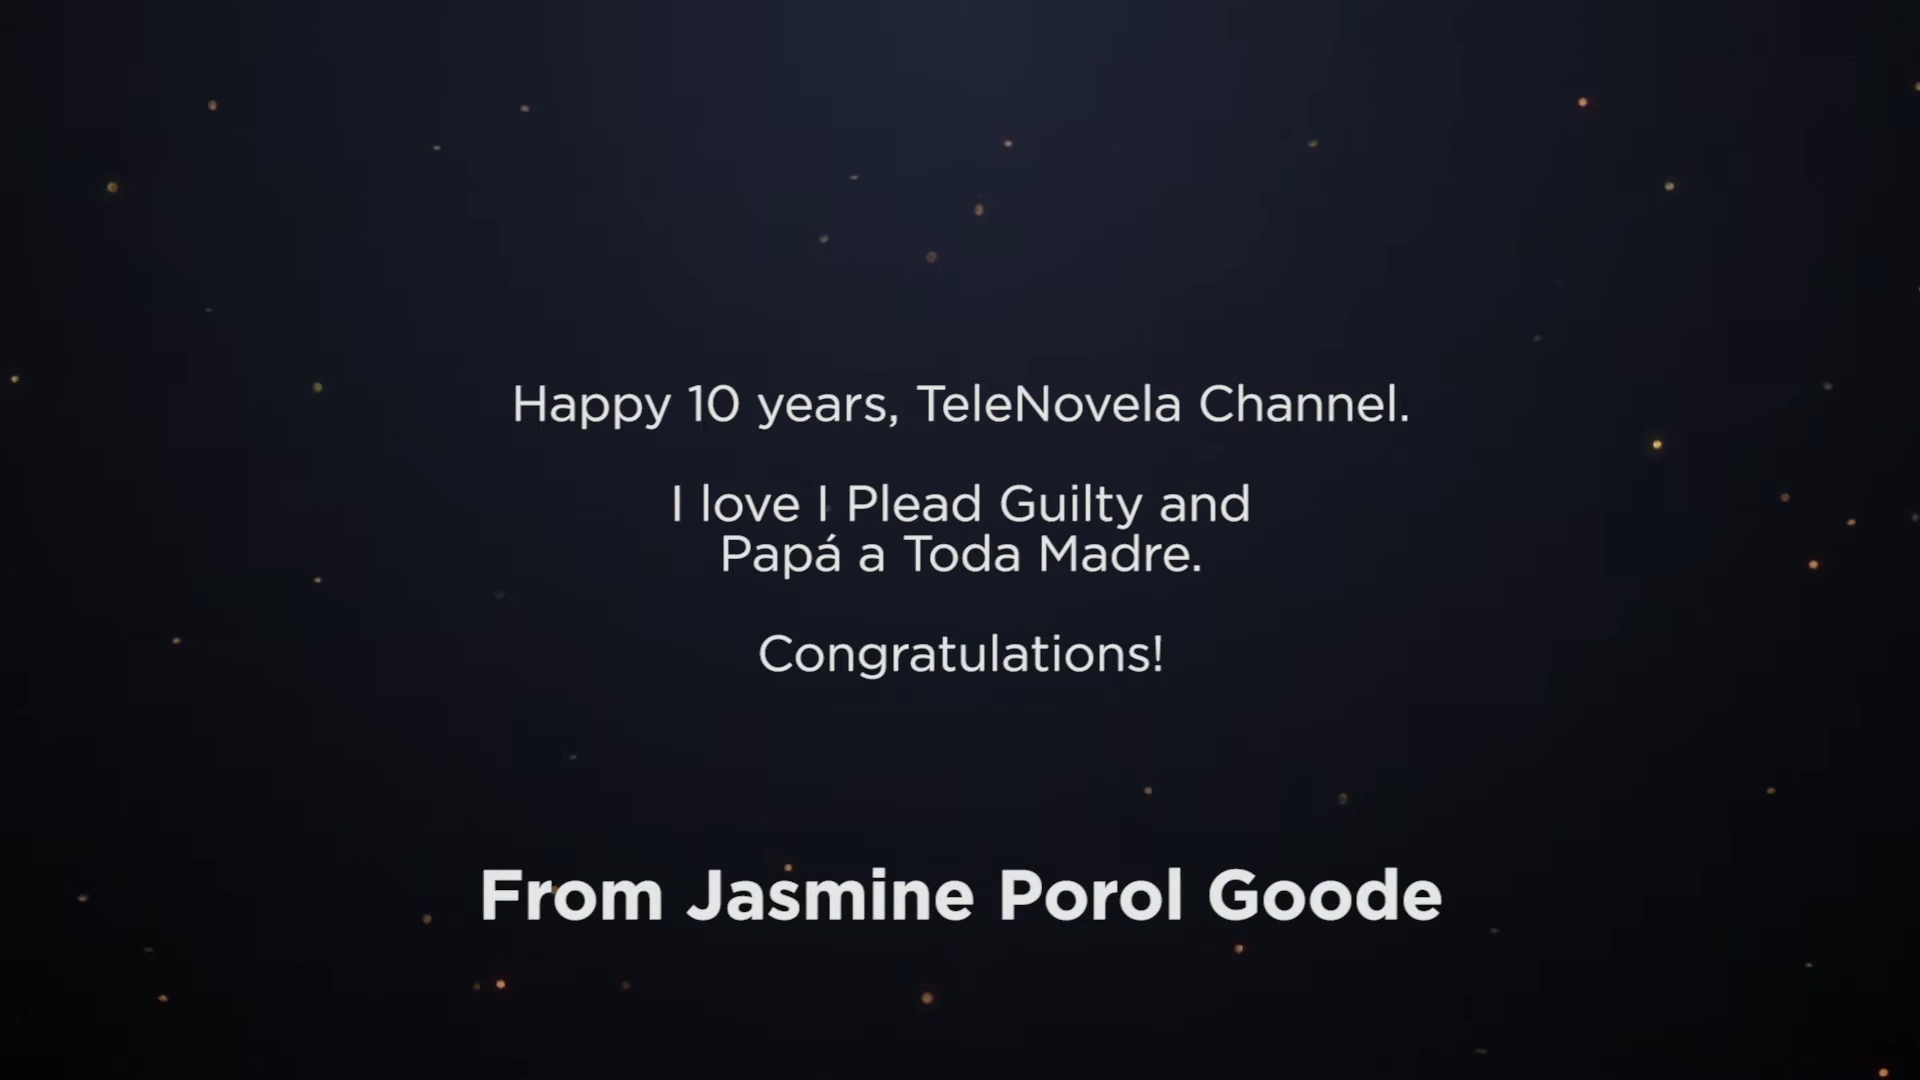 Happy 10 years, TeleNovela Channel.
I love I Plead Guilty and
Papá a Toda Madre.
Congratulations!
From Jasmine Porol Goode